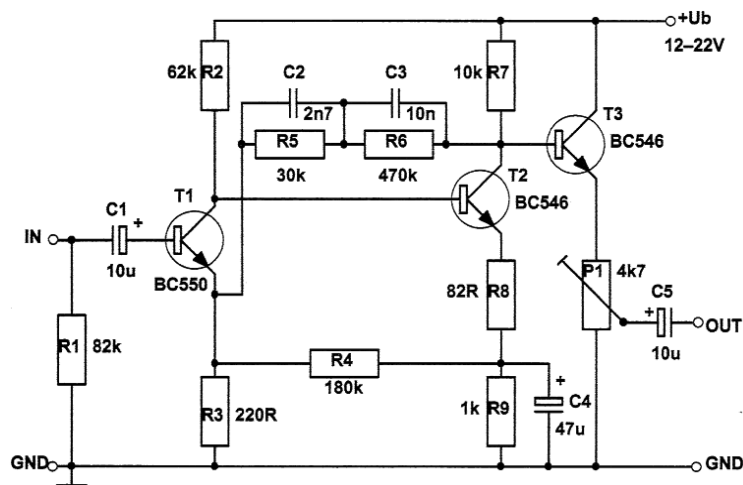 +Ub
12–22V
62k R2
C2
2n7
C3
10n
10k R7
T3
BC546
R5
30k
R6
470k
T1
T2
BC546
IN
C1
+
10u
BC550
82R R8
P1
4k7
C5
+
10u
OUT
R1
82k
R4
180k
R3
220R
1k R9
+
C4
47u
GND
GND